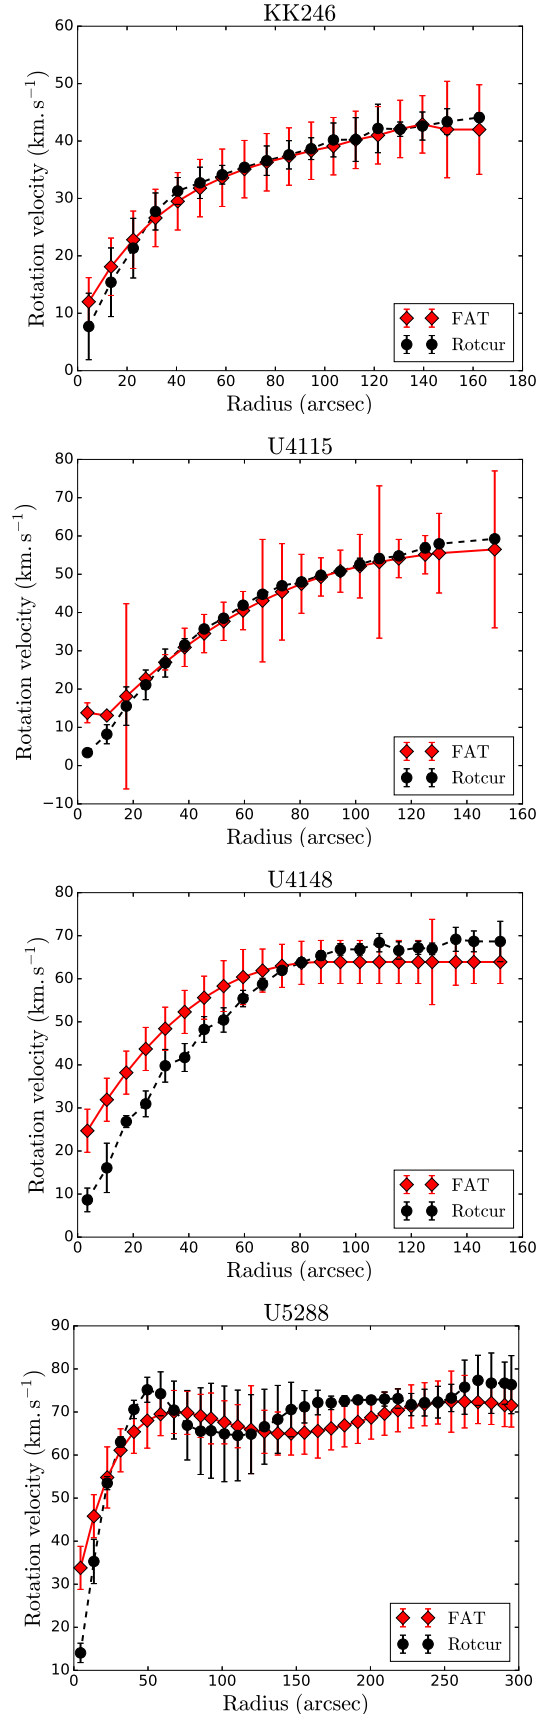 KK246
60
50
40
30
20
10
0
Rotation velocity (km. s⁻¹)
FAT
Rotcur
0 20 40 60 80 100 120 140 160 180
Radius (arcsec)
U4115
80
70
60
50
40
30
20
10
0
−10
Rotation velocity (km. s⁻¹)
FAT
Rotcur
0 20 40 60 80 100 120 140 160
Radius (arcsec)
U4148
80
70
60
50
40
30
20
10
0
Rotation velocity (km. s⁻¹)
FAT
Rotcur
0 20 40 60 80 100 120 140 160
Radius (arcsec)
U5288
90
80
70
60
50
40
30
20
10
Rotation velocity (km. s⁻¹)
FAT
Rotcur
0 50 100 150 200 250 300
Radius (arcsec)